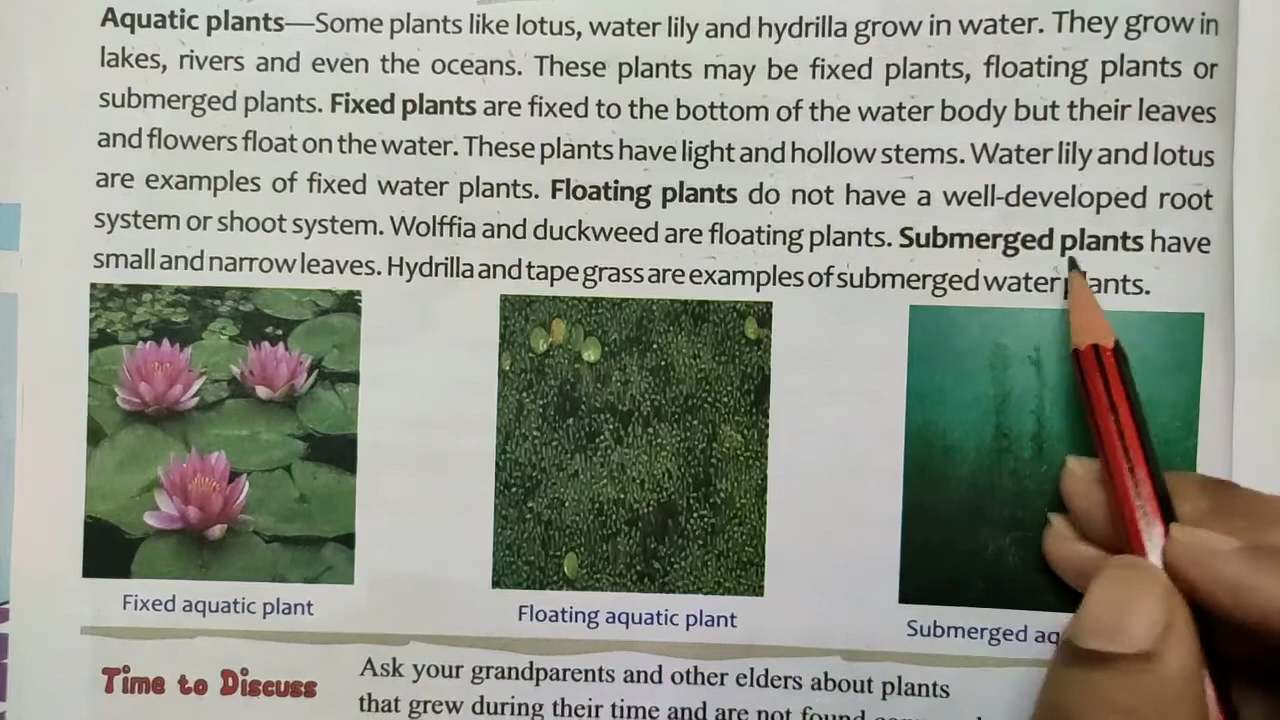 Aquatic plants—Some plants like lotus, water lily and hydrilla grow in water. They grow in
lakes, rivers and even the oceans. These plants may be fixed plants, floating plants or
submerged plants. Fixed plants are fixed to the bottom of the water body but their leaves
and flowers float on the water. These plants have light and hollow stems. Water lily and lotus
are examples of fixed water plants. Floating plants do not have a well-developed root
system or shoot system. Wolffia and duckweed are floating plants. Submerged plants have
small and narrow leaves. Hydrilla and tape grass are examples of submerged water plants.
Fixed aquatic plant
Floating aquatic plant
Submerged
Time to Discuss
Ask your grandparents and other elders about plants
that grew during their time and are not found